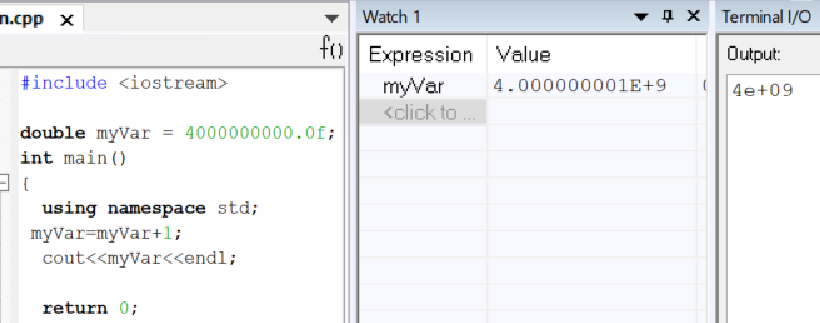 n.cpp
f()
#include <iostream>
double myVar = 4000000000.0f;
int main()
{
using namespace std;
myVar=myVar+1;
cout<<myVar<<endl;
return 0;
Watch 1
Expression Value
myVar 4.000000001E+9
<click to ...
Terminal I/O
Output:
4e+09